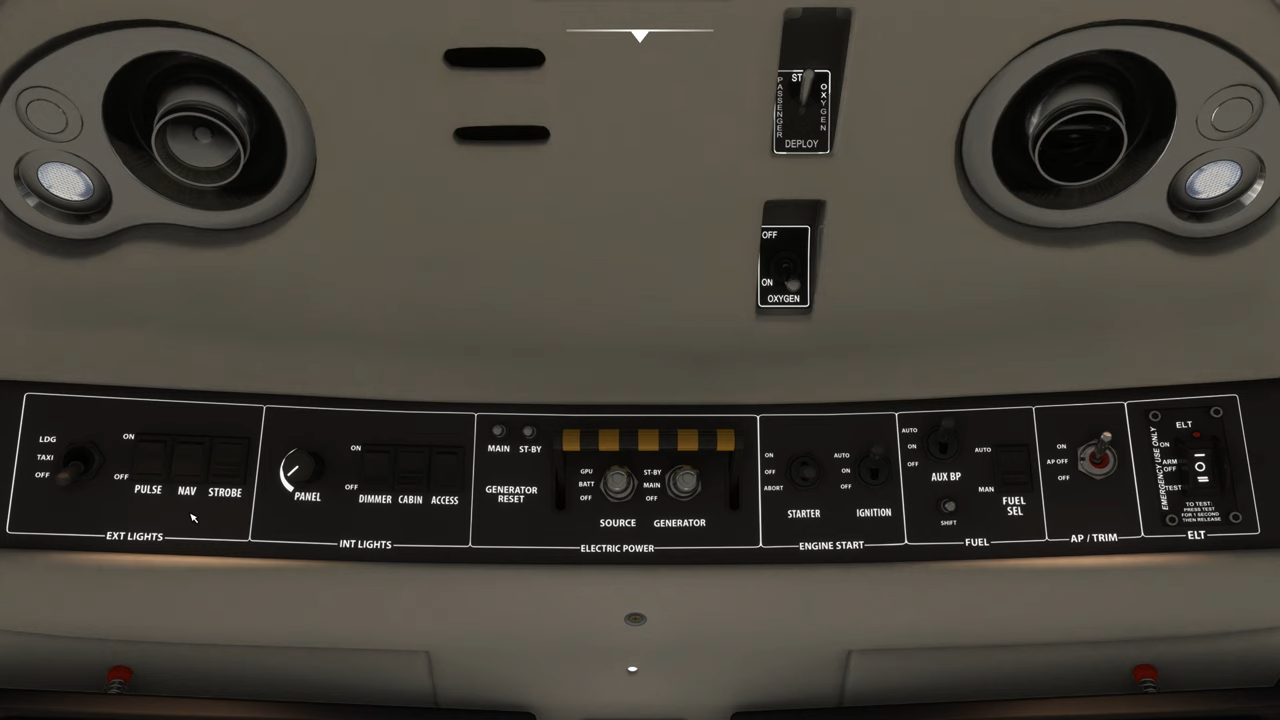 ST
PASSENGER
OXYGEN
DEPLOY
OFF
ON
OXYGEN
LDG
TAXI
OFF
ON
OFF
PULSE
NAV
STROBE
EXT LIGHTS
PANEL
ON
OFF
DIMMER
CABIN
ACCESS
INT LIGHTS
MAIN
ST-BY
GENERATOR
RESET
GPU
BATT
OFF
SOURCE
ST-BY
MAIN
OFF
GENERATOR
ELECTRIC POWER
ON
OFF
ABORT
STARTER
AUTO
ON
OFF
IGNITION
ENGINE START
AUTO
ON
OFF
AUX BP
SHIFT
AUTO
MAN
FUEL
SEL
FUEL
ON
AP OFF
OFF
AP / TRIM
ELT
EMERGENCY USE ONLY
ON
ARM
OFF
TEST
TO TEST:
PRESS TEST
FOR 1 SECOND
THEN RELEASE
ELT